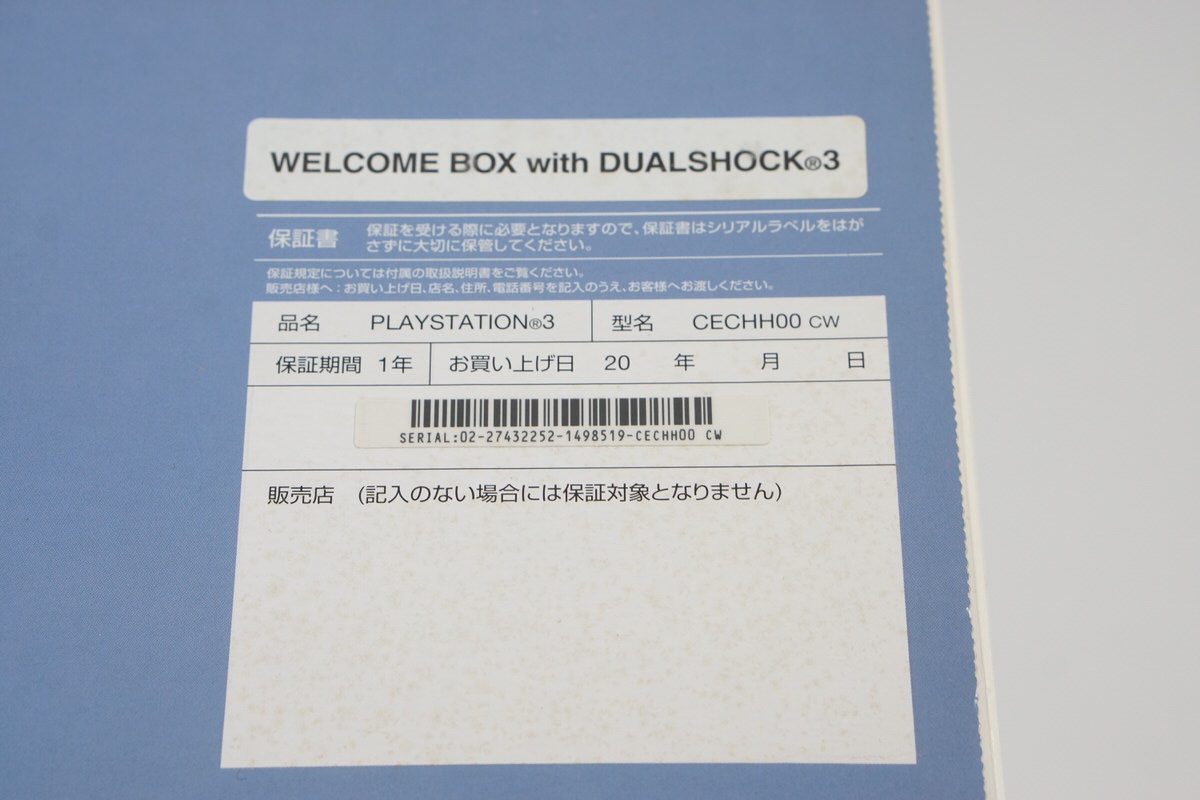 WELCOME BOX with DUALSHOCK®3
保証書
保証を受ける際に必要となりますので、保証書はシリアルラベルをはが
さずに大切に保管してください。
保証規定については付属の取扱説明書をご覧ください。
販売店様へ：お買い上げ日、店名、住所、電話番号を記入のうえ、お客様へお渡しください。
品名 PLAYSTATION®3 型名 CECHH00 CW
保証期間 1年 お買い上げ日 20 年 月 日
SERIAL:02-27432252-1498519-CECHH00 CW
販売店 (記入のない場合には保証対象となりません)